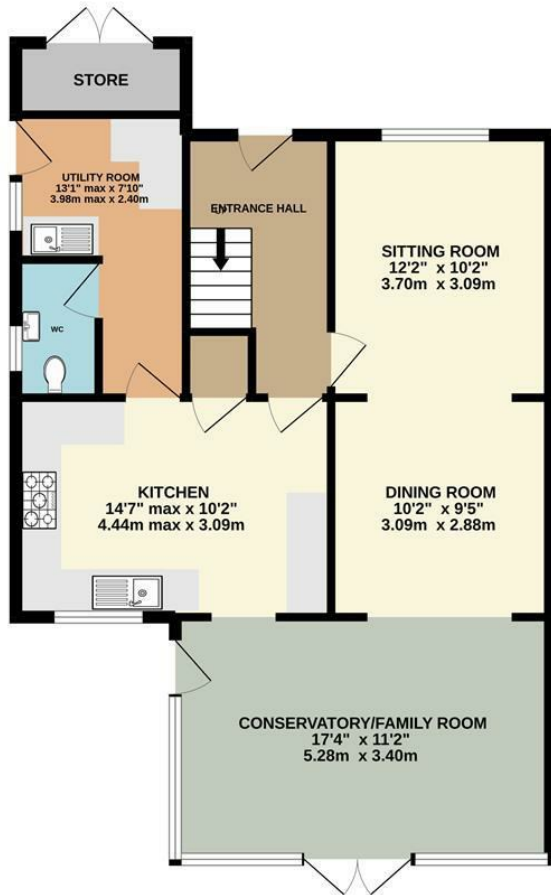 STORE
UTILITY ROOM
13'1" max x 7'10"
3.98m max x 2.40m
ENTRANCE HALL
SITTING ROOM
12'2" x 10'2"
3.70m x 3.09m
WC
KITCHEN
14'7" max x 10'2"
4.44m max x 3.09m
DINING ROOM
10'2" x 9'5"
3.09m x 2.88m
CONSERVATORY/FAMILY ROOM
17'4" x 11'2"
5.28m x 3.40m